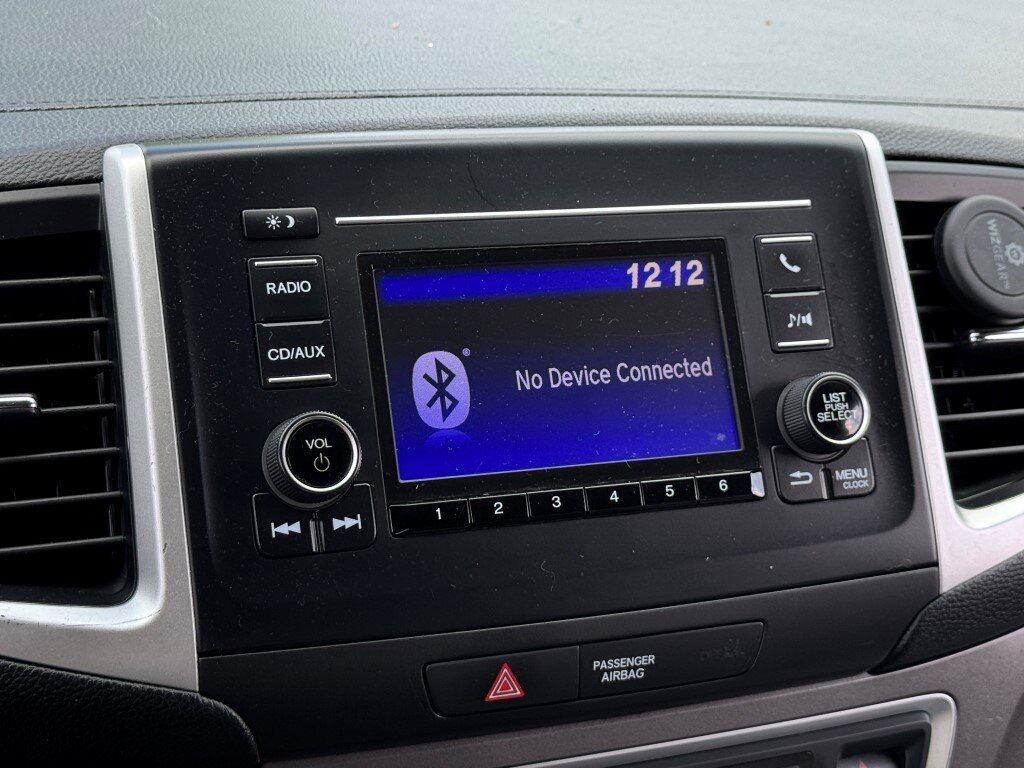 12 12
RADIO
CD/AUX
VOL
No Device Connected
®
LIST
PUSH
SELECT
MENU
CLOCK
1 2 3 4 5 6
PASSENGER
AIRBAG
WIZGEAR